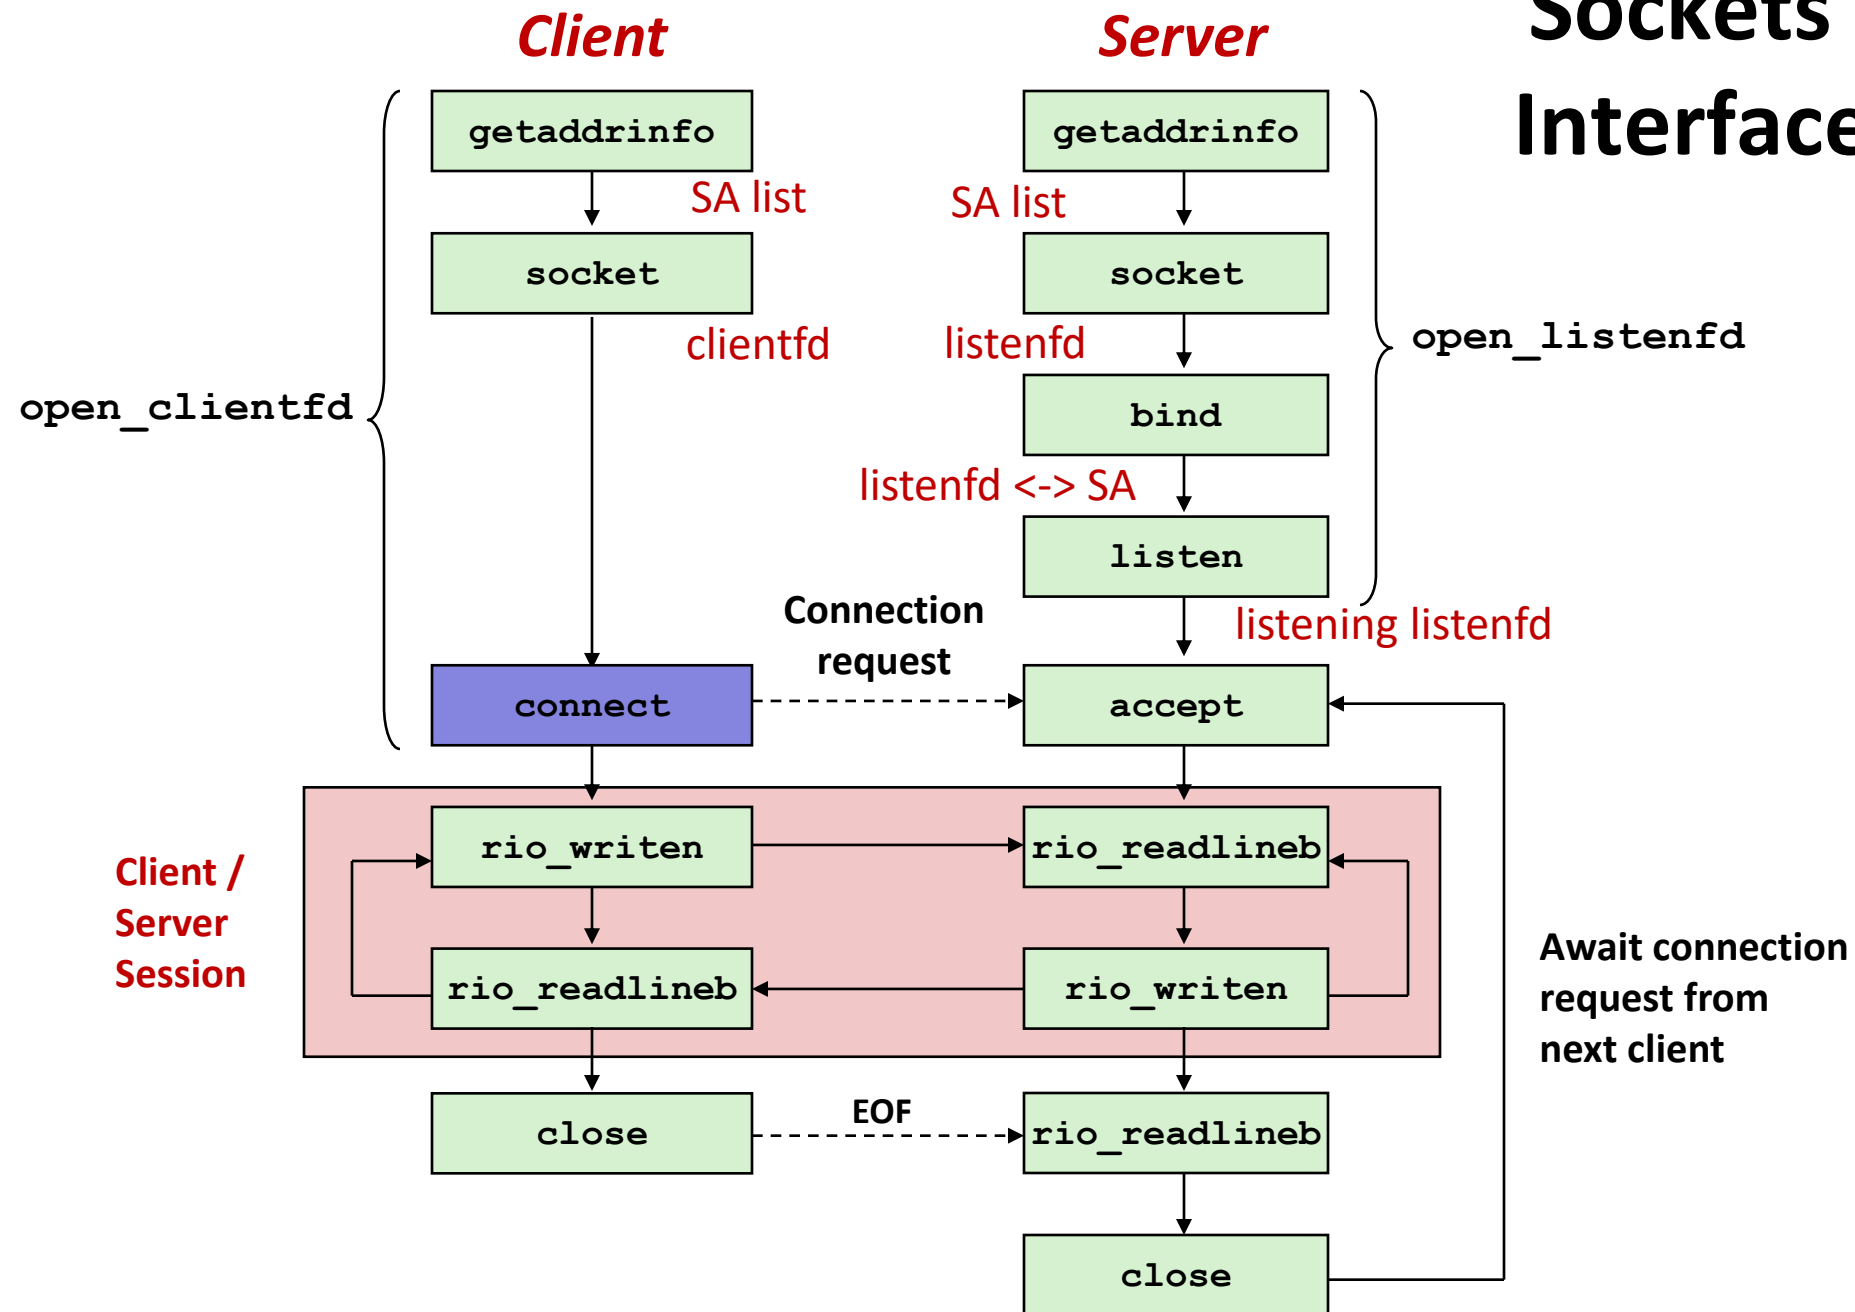 Sockets
Interface
Client
Server
getaddrinfo
getaddrinfo
SA list
SA list
socket
socket
clientfd
listenfd
open_listenfd
open_clientfd
bind
listenfd <-> SA
listen
Connection
request
listening listenfd
connect
accept
Client /
Server
Session
rio_writen
rio_readlineb
rio_readlineb
rio_writen
Await connection
request from
next client
close
EOF
rio_readlineb
close